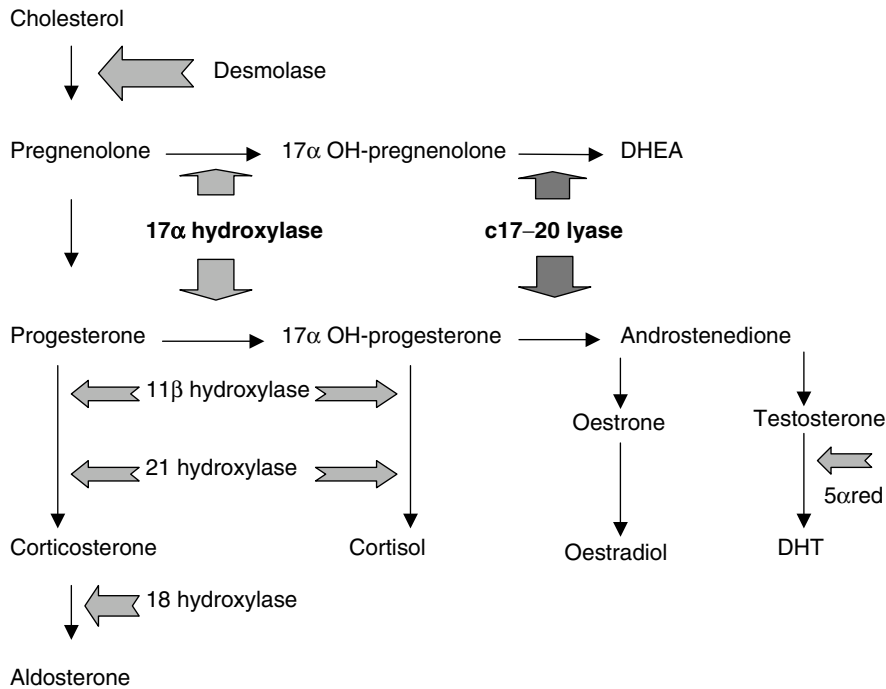 Cholesterol
Desmolase
Pregnenolone 17α OH-pregnenolone DHEA
17α hydroxylase c17–20 lyase
Progesterone 17α OH-progesterone Androstenedione
11β hydroxylase
Oestrone Testosterone
21 hydroxylase
5αred
Corticosterone Cortisol Oestradiol DHT
18 hydroxylase
Aldosterone